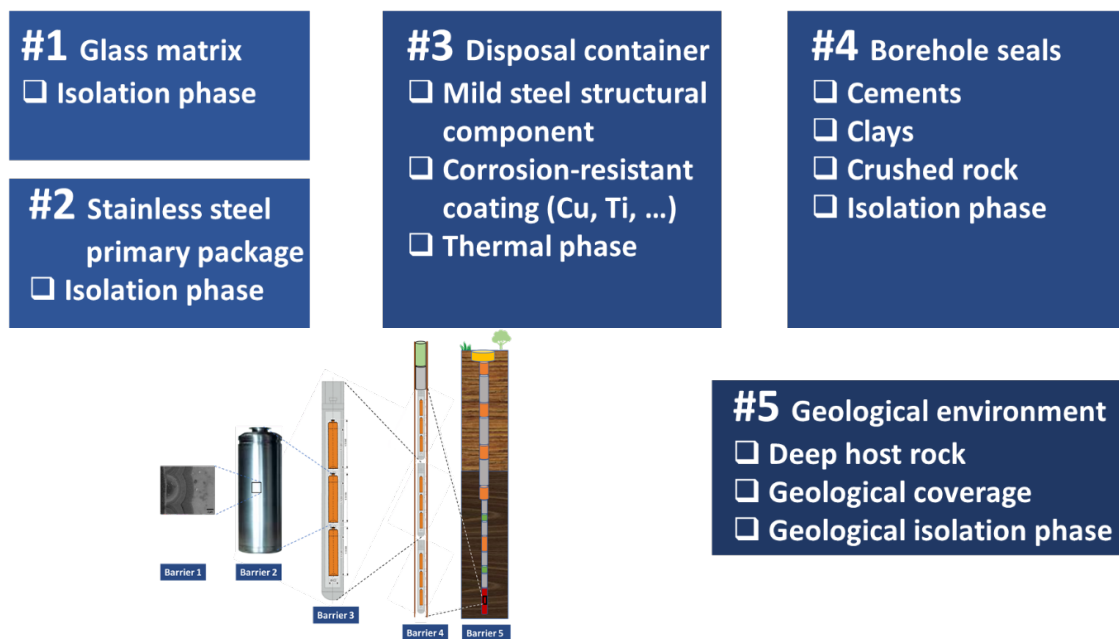 #1 Glass matrix
❑ Isolation phase
#2 Stainless steel
primary package
❑ Isolation phase
#3 Disposal container
❑ Mild steel structural
component
❑ Corrosion-resistant
coating (Cu, Ti, ...)
❑ Thermal phase
#4 Borehole seals
❑ Cements
❑ Clays
❑ Crushed rock
❑ Isolation phase
#5 Geological environment
❑ Deep host rock
❑ Geological coverage
❑ Geological isolation phase
Barrier 1
Barrier 2
Barrier 3
Barrier 4
Barrier 5